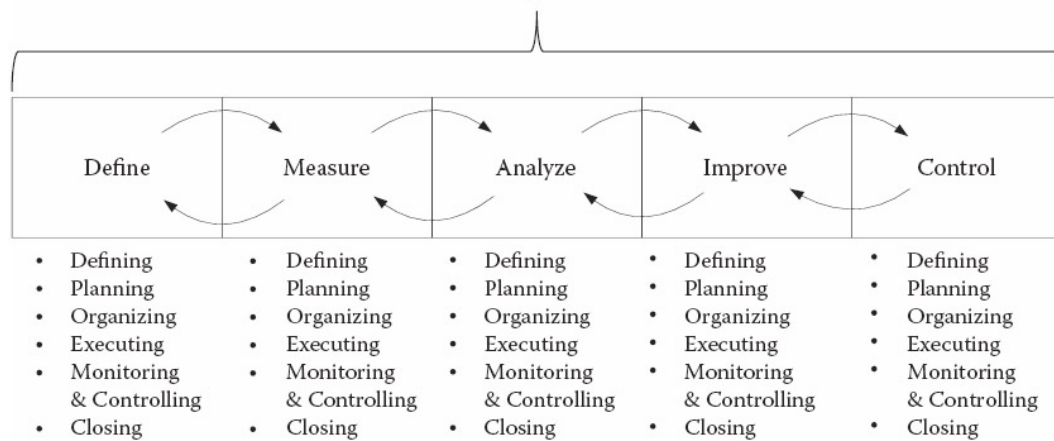 Define Measure Analyze Improve Control
• Defining • Defining • Defining • Defining • Defining
• Planning • Planning • Planning • Planning • Planning
• Organizing • Organizing • Organizing • Organizing • Organizing
• Executing • Executing • Executing • Executing • Executing
• Monitoring • Monitoring • Monitoring • Monitoring • Monitoring
& Controlling & Controlling & Controlling & Controlling & Controlling
• Closing • Closing • Closing • Closing • Closing